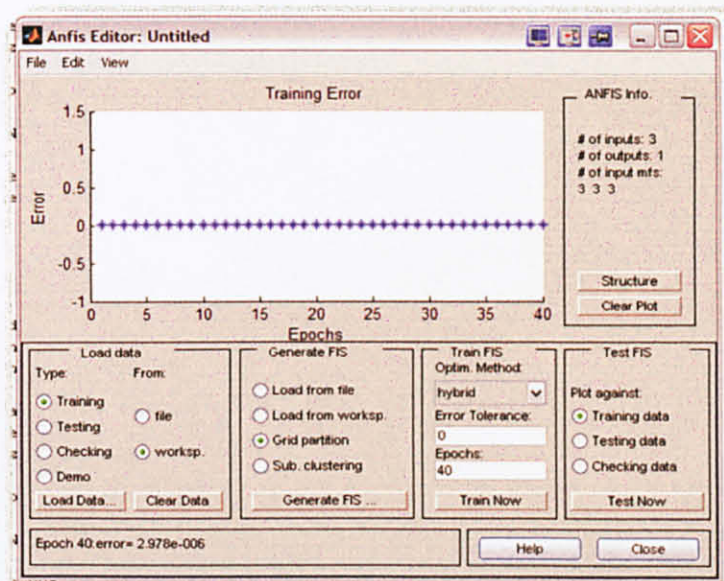 Anfis Editor: Untitled
File Edit View
Training Error
1.5
1
0.5
0
-0.5
-1
Error
0 5 10 15 20 25 30 35 40
Epochs
ANFIS Info.
# of inputs: 3
# of outputs: 1
# of input mfs:
3 3 3
Structure
Clear Plot
Load data
Type: From:
Training
Testing
Checking
Demo
file
worksp.
Load Data... Clear Data
Generate FIS
Load from file
Load from worksp.
Grid partition
Sub. clustering
Generate FIS ...
Train FIS
Optim. Method:
hybrid
Error Tolerance:
0
Epochs:
40
Train Now
Test FIS
Plot against:
Training data
Testing data
Checking data
Test Now
Epoch 40:error= 2.978e-006
Help Close